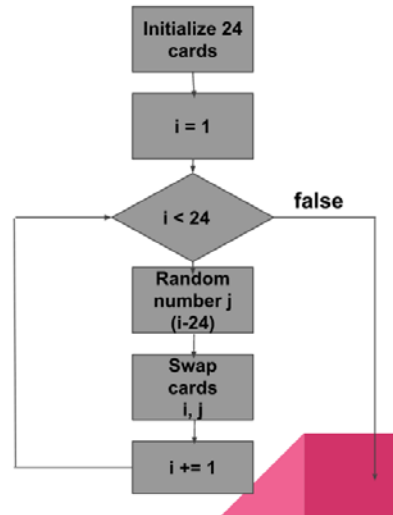 Initialize 24
cards
i = 1
i < 24
false
Random
number j
(i-24)
Swap
cards
i, j
i += 1